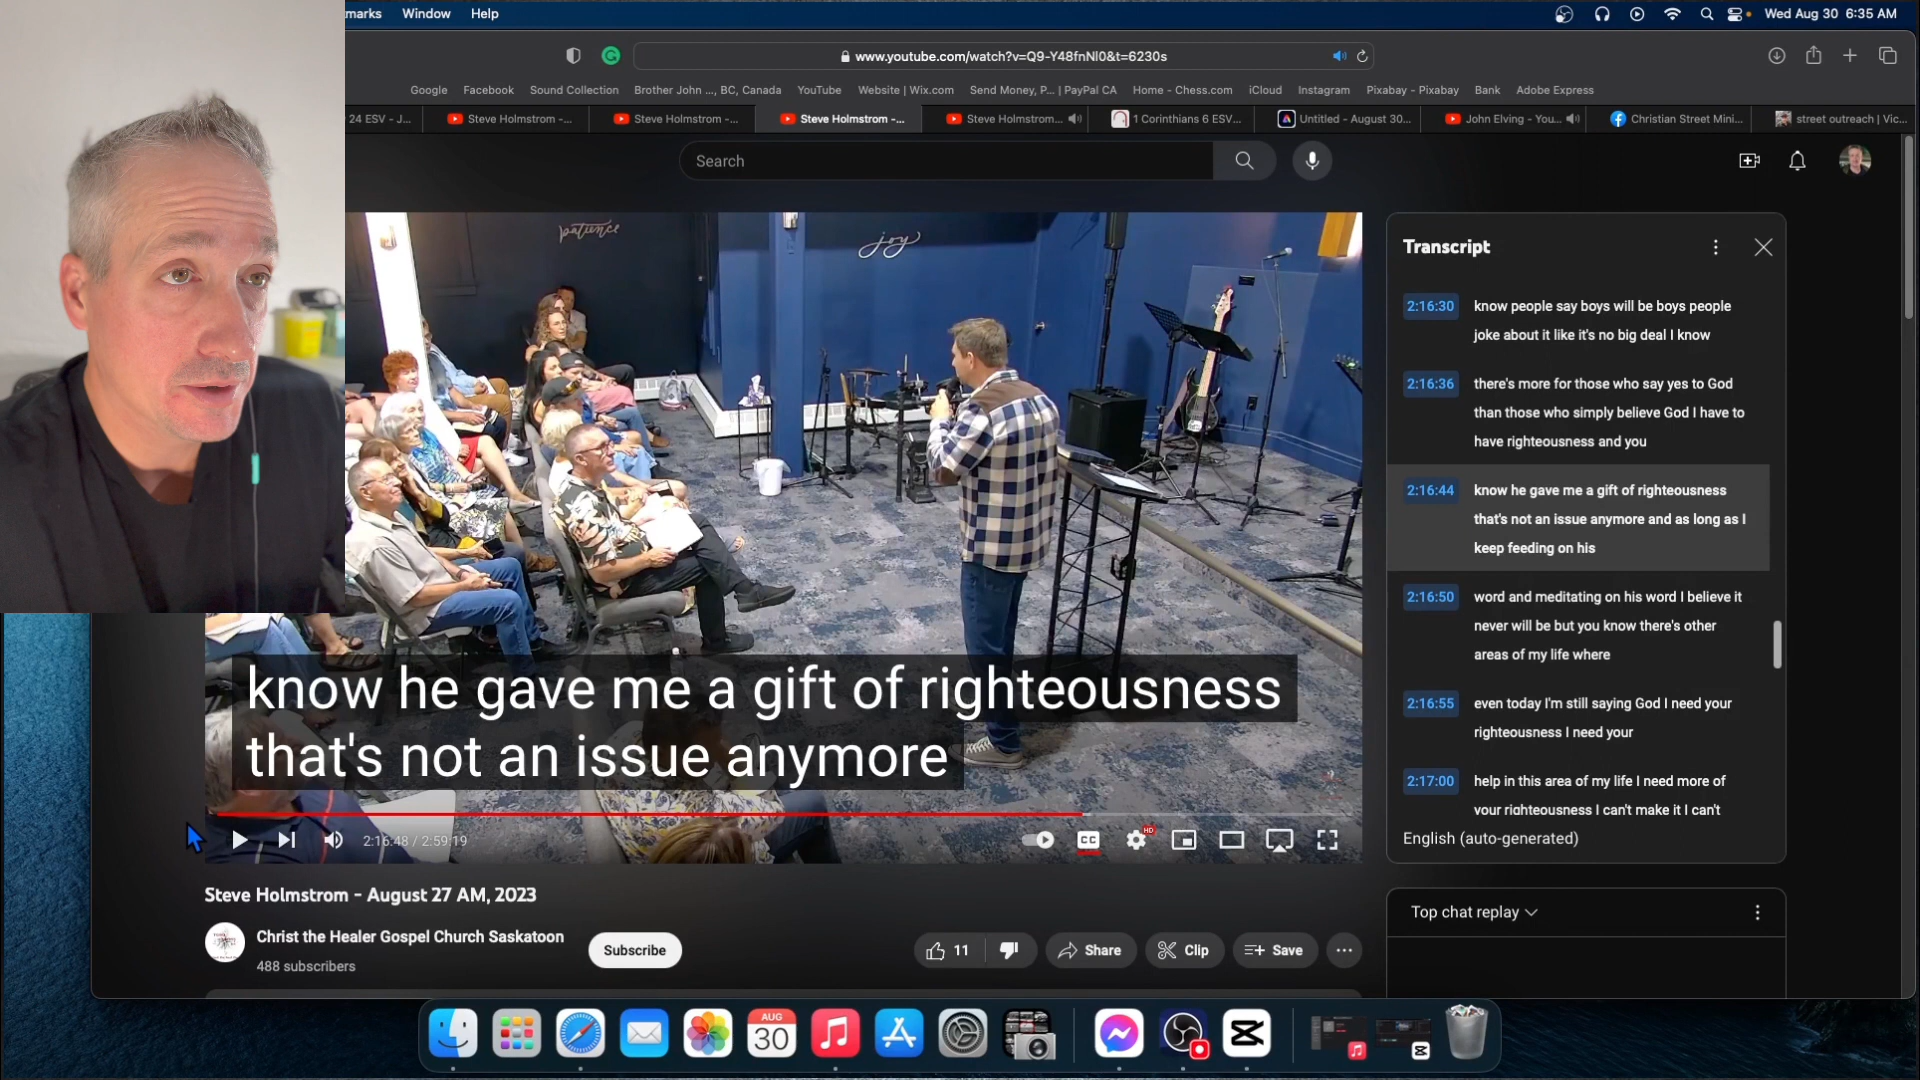 marks Window Help Wed Aug 30 6:35 AM
www.youtube.com/watch?v=Q9-Y48fnNl0&t=6230s
Google Facebook Sound Collection Brother John ..., BC, Canada YouTube Website | Wix.com Send Money, P... | PayPal CA Home - Chess.com iCloud Instagram Pixabay - Pixabay Bank Adobe Express
24 ESV - J... Steve Holmstrom -... Steve Holmstrom -... Steve Holmstrom -... Steve Holmstrom... 1 Corinthians 6 ESV... Untitled - August 30... John Elving - You... Christian Street Mini... street outreach | Vic...
Search
patience
joy
Transcript
2:16:30 know people say boys will be boys people
joke about it like it's no big deal I know
2:16:36 there's more for those who say yes to God
than those who simply believe God I have to
have righteousness and you
2:16:44 know he gave me a gift of righteousness
that's not an issue anymore and as long as I
keep feeding on his
2:16:50 word and meditating on his word I believe it
never will be but you know there's other
areas of my life where
2:16:55 even today I'm still saying God I need your
righteousness I need your
2:17:00 help in this area of my life I need more of
your righteousness I can't make it I can't
English (auto-generated)
know he gave me a gift of righteousness
that's not an issue anymore
2:16:48 / 2:59:19
CC HD
Steve Holmstrom - August 27 AM, 2023
Christ the Healer Gospel Church Saskatoon
488 subscribers
Subscribe
11 Share Clip Save
Top chat replay
AUG
30